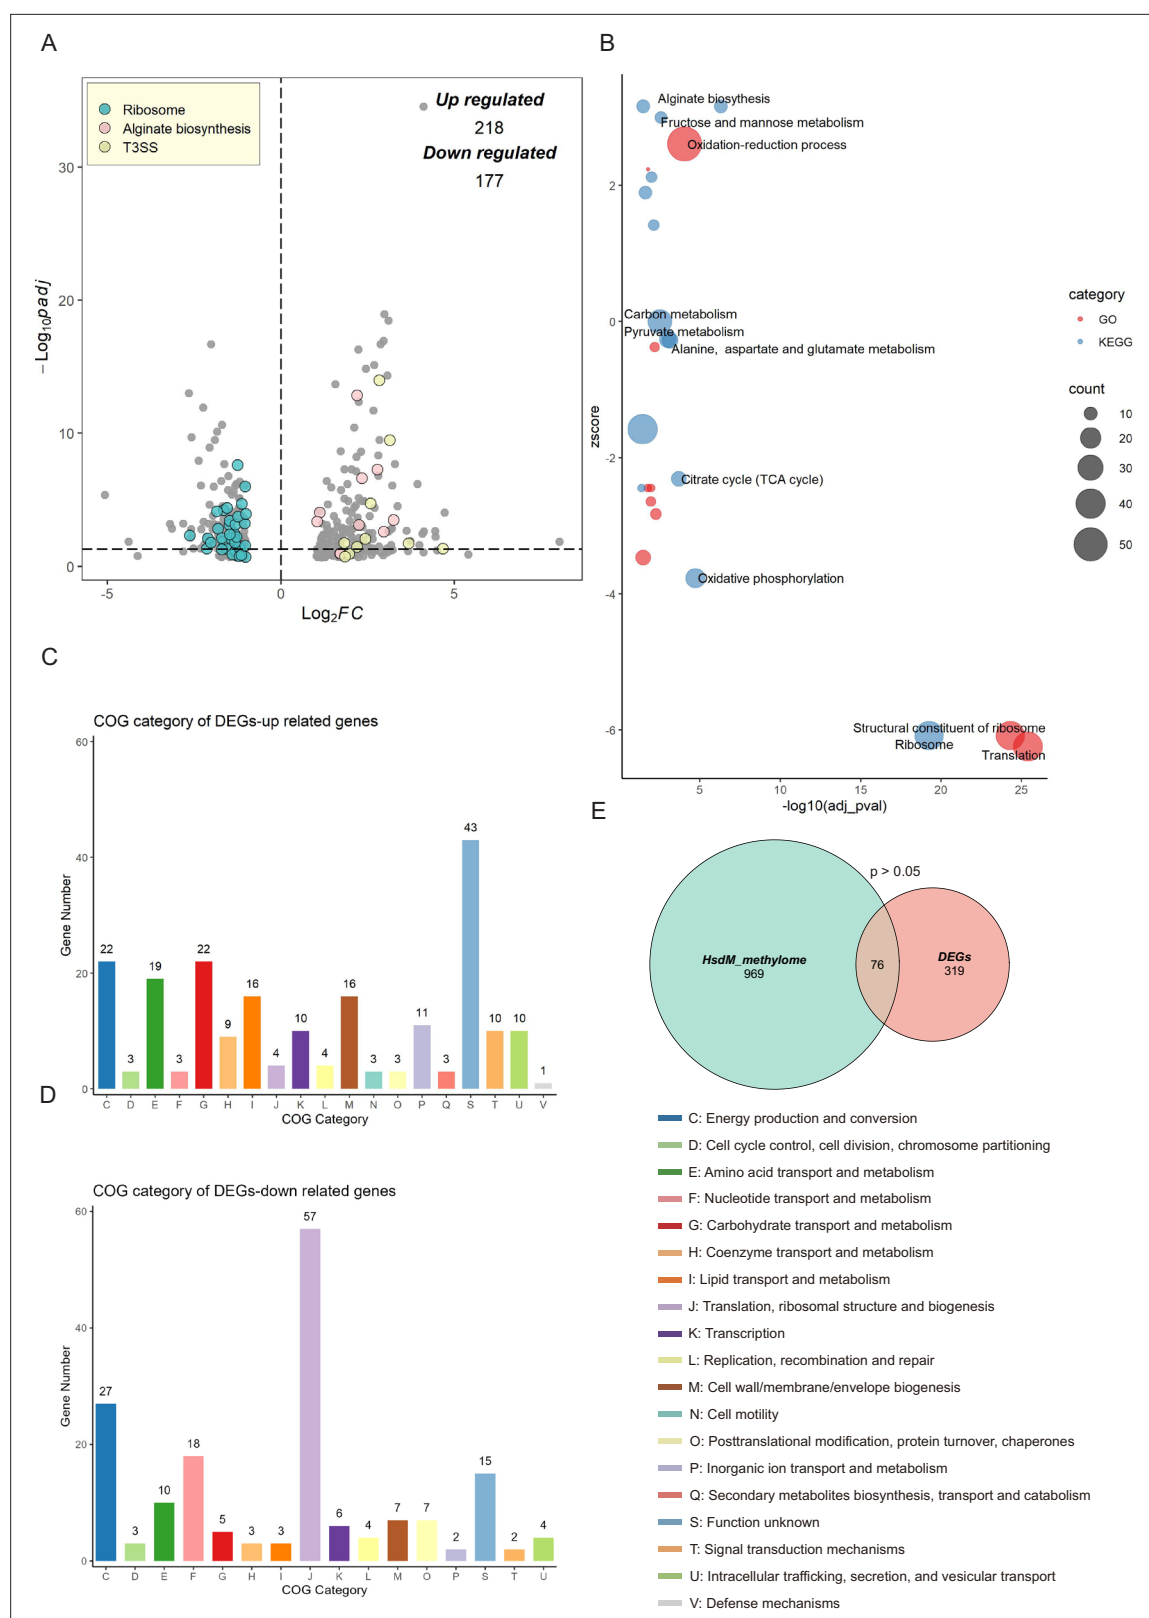 A
Ribosome
Alginate biosynthesis
T3SS
Up regulated
218
Down regulated
177
30
20
10
0
-5
0
5
−Log10padj
Log2FC
B
Alginate biosythesis
Fructose and mannose metabolism
Oxidation-reduction process
Carbon metabolism
Pyruvate metabolism
Alanine, aspartate and glutamate metabolism
Citrate cycle (TCA cycle)
Oxidative phosphorylation
Structural constituent of ribosome
Ribosome
Translation
2
0
-2
-4
-6
zscore
5
10
15
20
25
-log10(adj_pval)
category
GO
KEGG
count
10
20
30
40
50
C
COG category of DEGs-up related genes
60
40
20
0
Gene Number
22
3
19
3
22
9
16
4
10
4
16
3
3
11
3
43
10
10
1
C D E F G H I J K L M N O P Q S T U V
COG Category
D
COG category of DEGs-down related genes
60
40
20
0
Gene Number
27
3
10
18
5
3
3
57
6
4
7
7
2
15
2
4
C D E F G H I J K L M O P S T U
COG Category
E
p > 0.05
HsdM_methylome
969
76
DEGs
319
C: Energy production and conversion
D: Cell cycle control, cell division, chromosome partitioning
E: Amino acid transport and metabolism
F: Nucleotide transport and metabolism
G: Carbohydrate transport and metabolism
H: Coenzyme transport and metabolism
I: Lipid transport and metabolism
J: Translation, ribosomal structure and biogenesis
K: Transcription
L: Replication, recombination and repair
M: Cell wall/membrane/envelope biogenesis
N: Cell motility
O: Posttranslational modification, protein turnover, chaperones
P: Inorganic ion transport and metabolism
Q: Secondary metabolites biosynthesis, transport and catabolism
S: Function unknown
T: Signal transduction mechanisms
U: Intracellular trafficking, secretion, and vesicular transport
V: Defense mechanisms